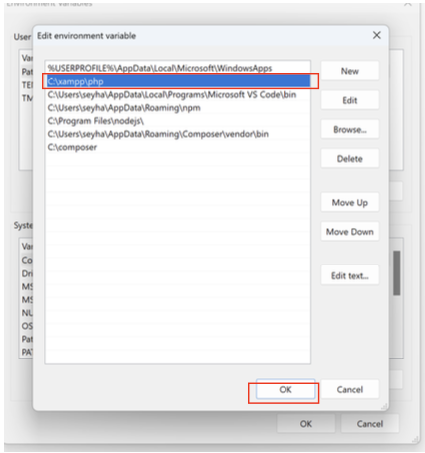 Environment Variables
User
Edit environment variable
Va
Pat
TE
TM
%USERPROFILE%\AppData\Local\Microsoft\WindowsApps
C:\xampp\php
C:\Users\seyha\AppData\Local\Programs\Microsoft VS Code\bin
C:\Users\seyha\AppData\Roaming\npm
C:\Program Files\nodejs\
C:\Users\seyha\AppData\Roaming\Composer\vendor\bin
C:\composer
New
Edit
Browse...
Delete
Move Up
Move Down
Edit text...
Syste
Va
Co
Dri
MS
MS
NU
OS
Pat
PA
OK
Cancel
OK
Cancel